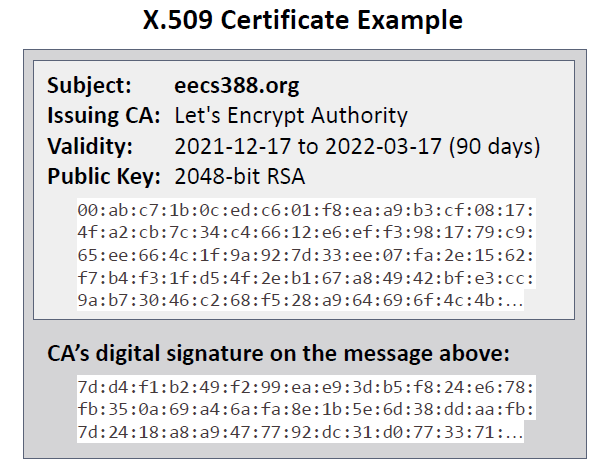 X.509 Certificate Example
Subject: eecs388.org
Issuing CA: Let's Encrypt Authority
Validity: 2021-12-17 to 2022-03-17 (90 days)
Public Key: 2048-bit RSA
00:ab:c7:1b:0c:ed:c6:01:f8:ea:a9:b3:cf:08:17:
4f:a2:cb:7c:34:c4:66:12:e6:ef:f3:98:17:79:c9:
65:ee:66:4c:1f:9a:92:7d:33:ee:07:fa:2e:15:62:
f7:b4:f3:1f:d5:4f:2e:b1:67:a8:49:42:bf:e3:cc:
9a:b7:30:46:c2:68:f5:28:a9:64:69:6f:4c:4b:…
CA’s digital signature on the message above:
7d:d4:f1:b2:49:f2:99:ea:e9:3d:b5:f8:24:e6:78:
fb:35:0a:69:a4:6a:fa:8e:1b:5e:6d:38:dd:aa:fb:
7d:24:18:a8:a9:47:77:92:dc:31:d0:77:33:71:…